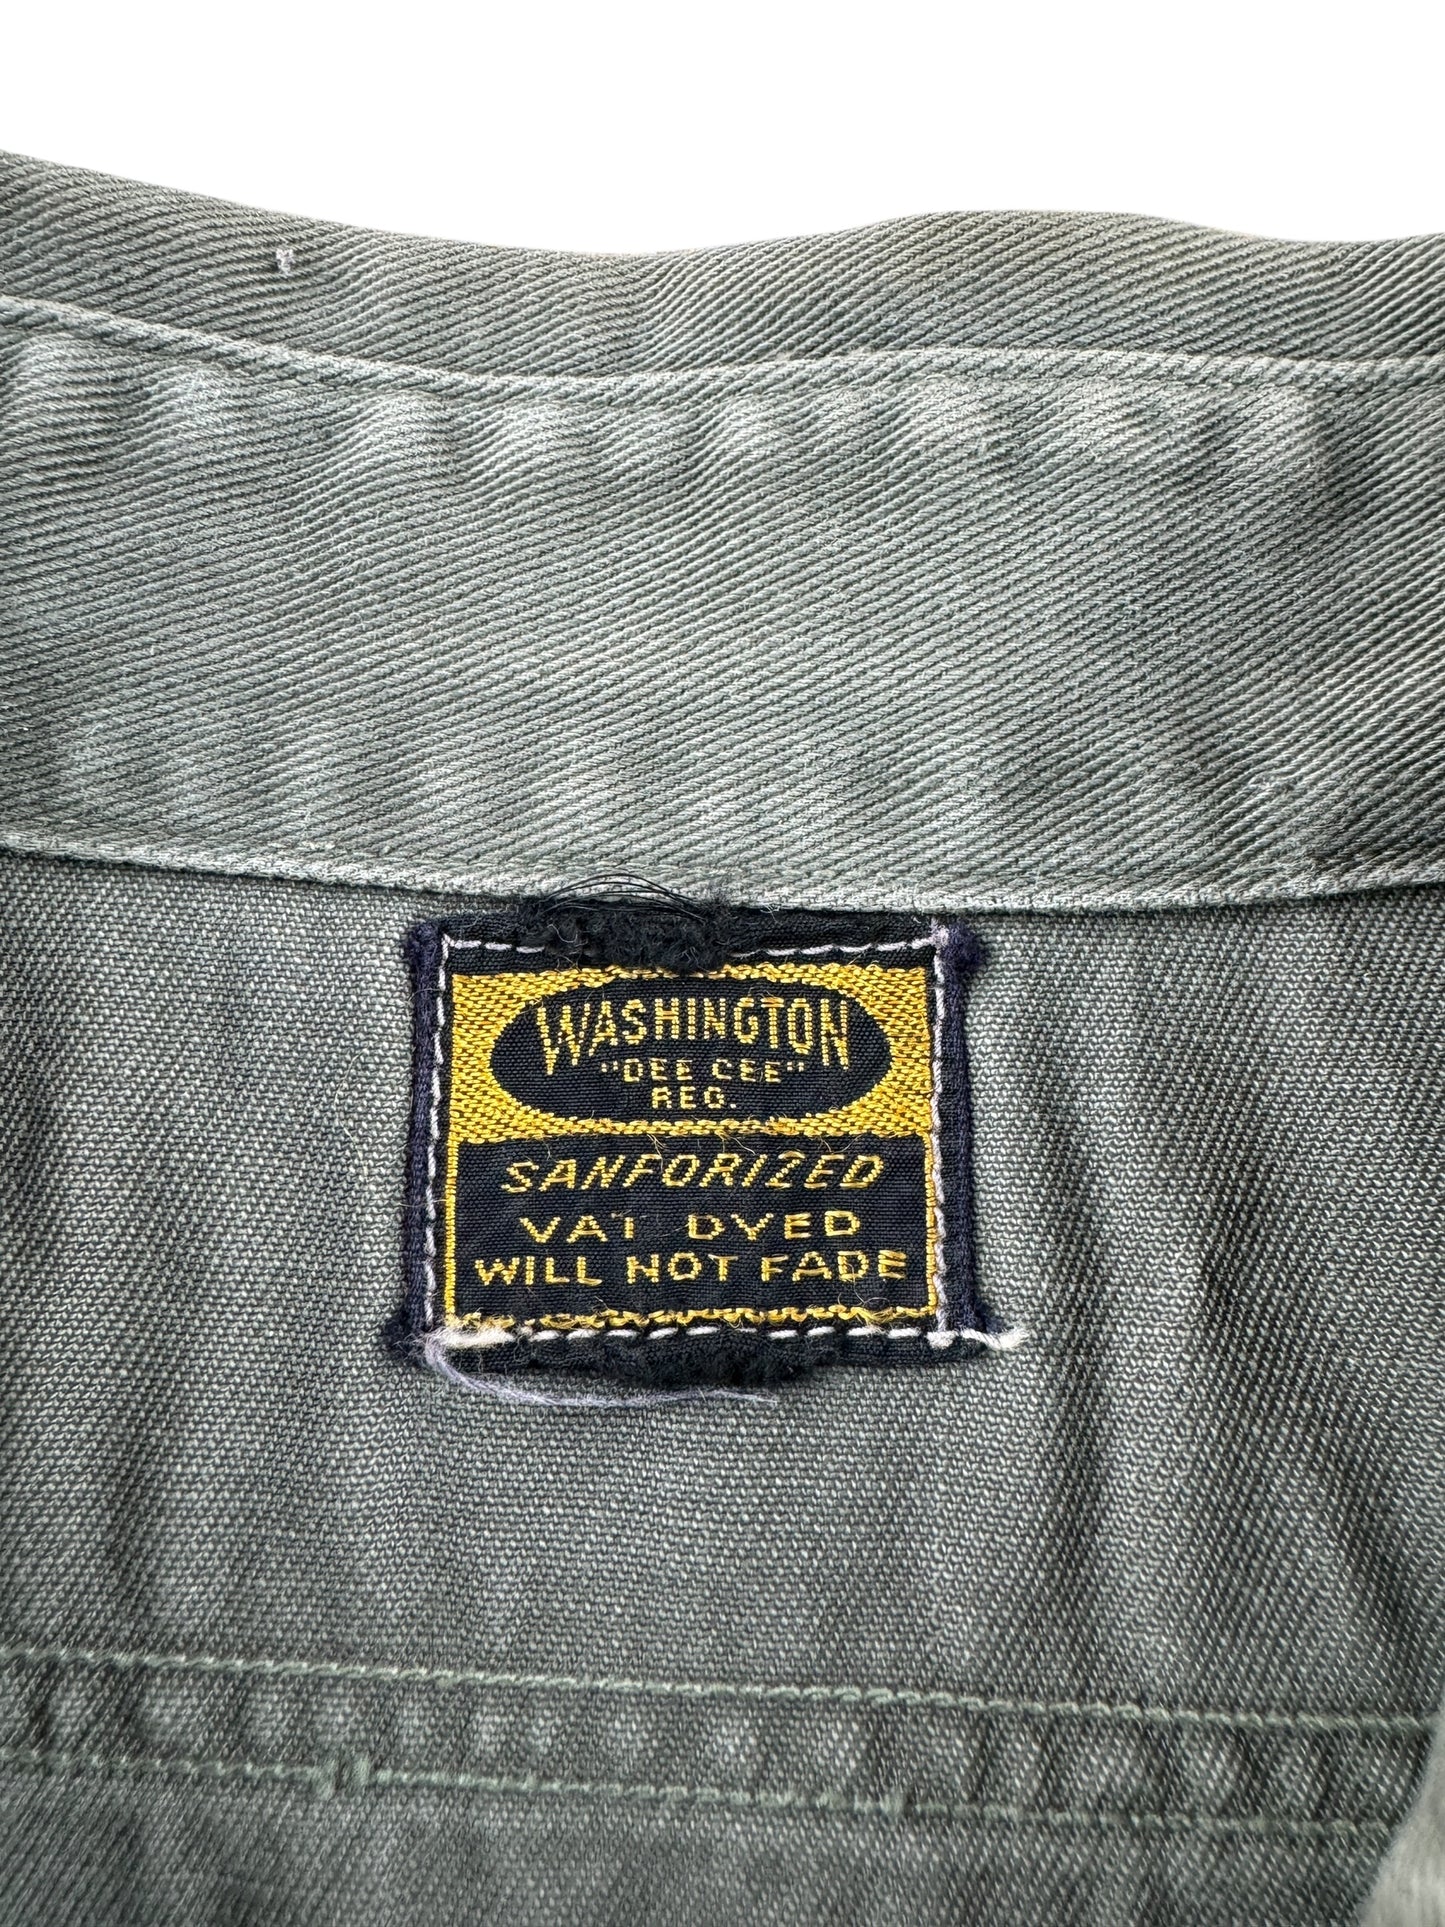 WASHINGTON
"DEE CEE"
REG.
SANFORIZED
VAT DYED
WILL NOT FADE